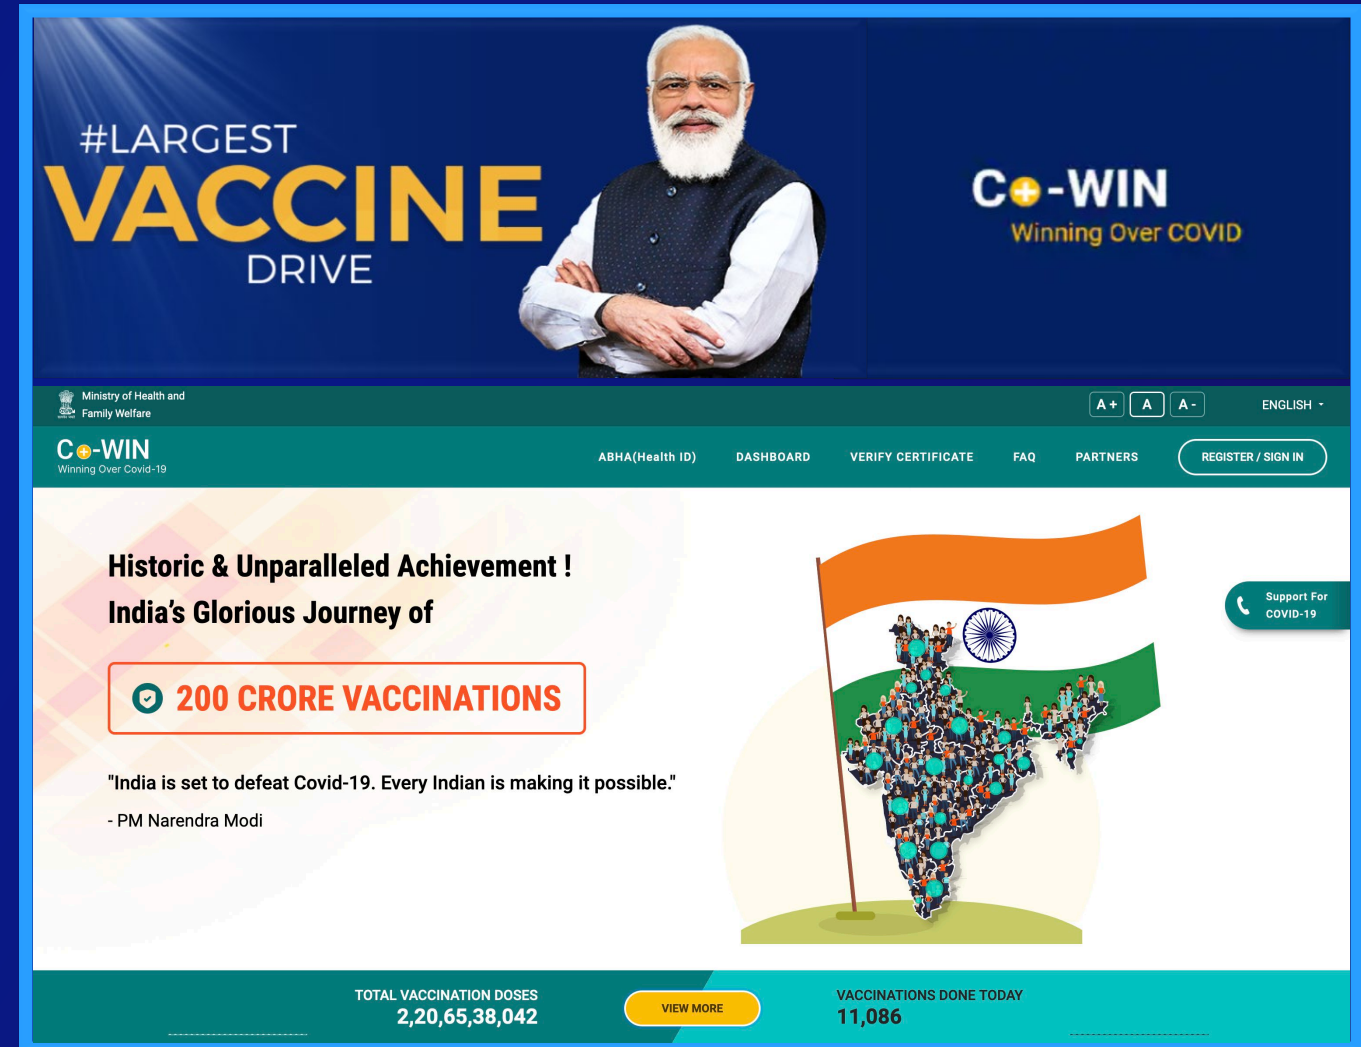 #LARGEST
VACCINE
DRIVE
Co-WIN
Winning Over COVID
Ministry of Health and
Family Welfare
A+ A A-
ENGLISH
Co-WIN
Winning Over Covid-19
ABHA(Health ID) DASHBOARD VERIFY CERTIFICATE FAQ PARTNERS REGISTER / SIGN IN
Historic & Unparalleled Achievement !
India's Glorious Journey of
200 CRORE VACCINATIONS
"India is set to defeat Covid-19. Every Indian is making it possible."
- PM Narendra Modi
Support For
COVID-19
TOTAL VACCINATION DOSES
2,20,65,38,042
VIEW MORE
VACCINATIONS DONE TODAY
11,086